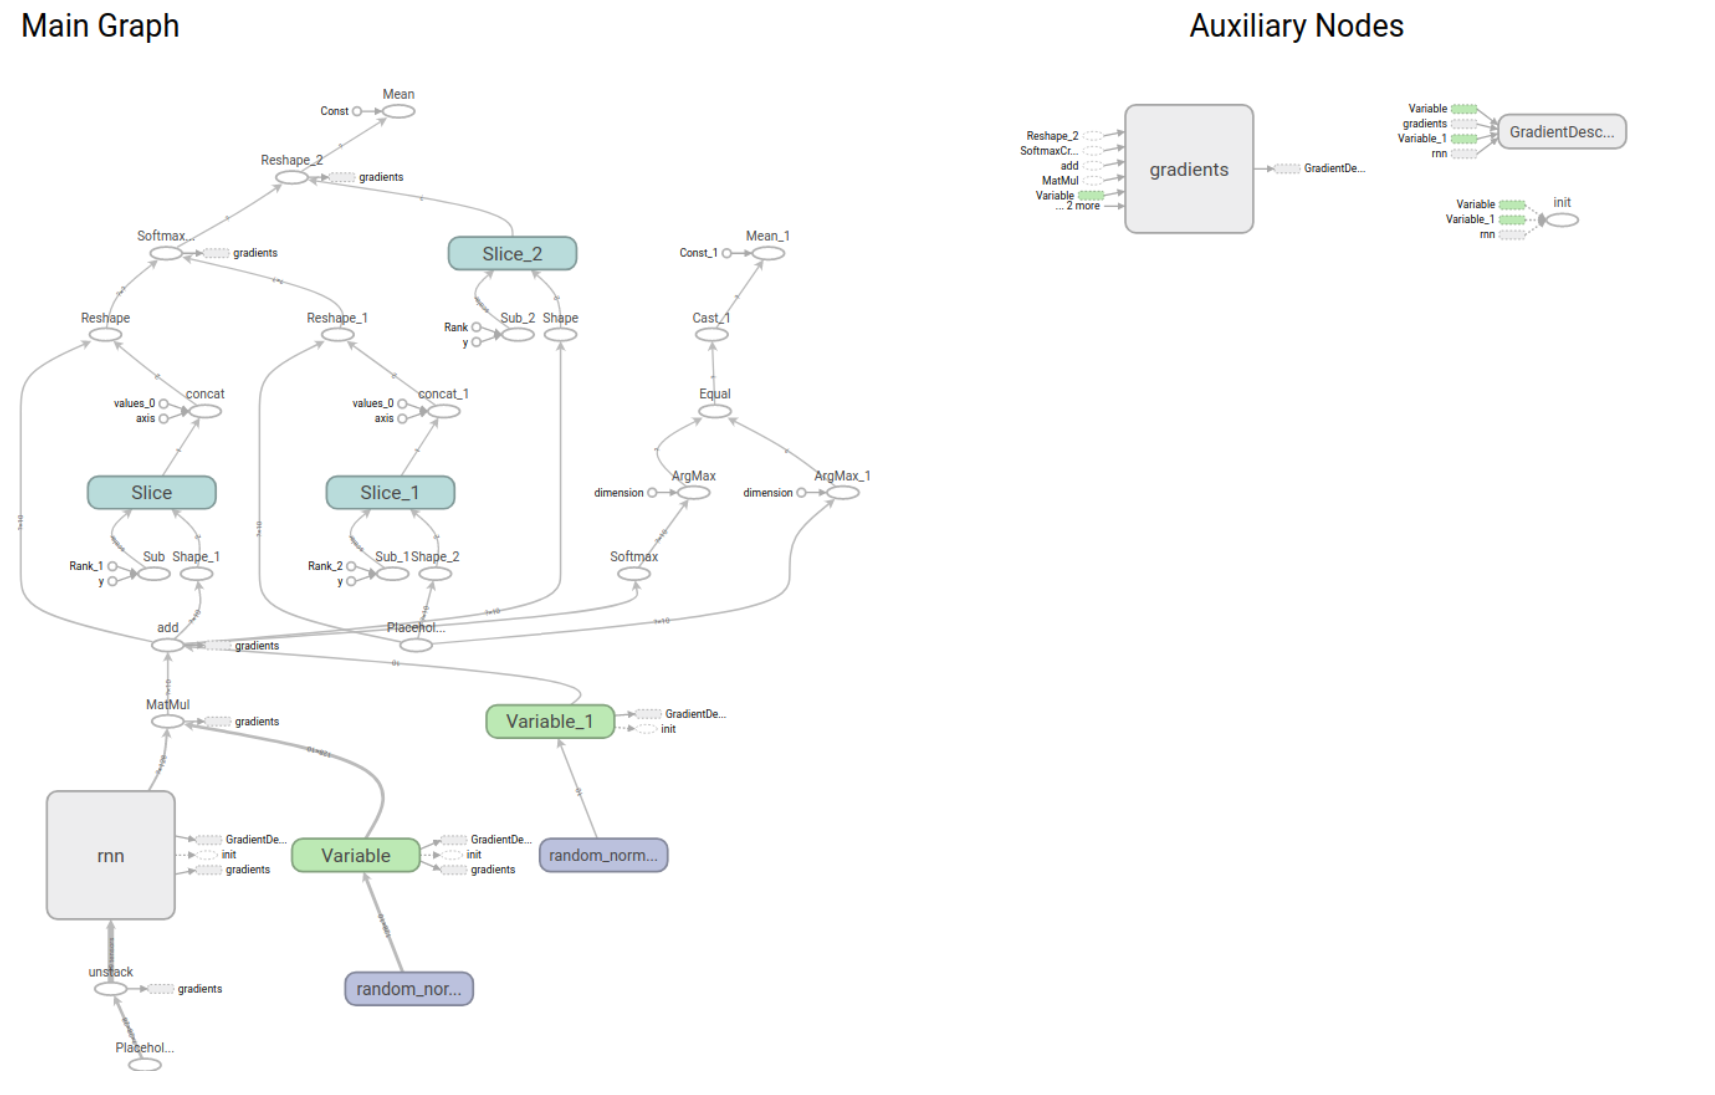 Main Graph
Auxiliary Nodes
Mean
Const
Reshape_2
gradients
Softmax...
gradients
Slice_2
Mean_1
Const_1
Reshape
Reshape_1
Rank
y
Sub_2
Shape
Cast_1
concat
values_0
axis
concat_1
values_0
axis
Equal
Slice
Slice_1
ArgMax
dimension
ArgMax_1
dimension
Sub
Shape_1
Rank_1
y
Sub_1
Shape_2
Rank_2
y
Softmax
add
gradients
Placehol...
MatMul
gradients
Variable_1
GradientDe...
init
rnn
GradientDe...
init
gradients
Variable
GradientDe...
init
gradients
random_norm...
unstack
gradients
random_nor...
Placehol...
Reshape_2
SoftmaxCr...
add
MatMul
Variable
... 2 more
gradients
GradientDe...
Variable
gradients
Variable_1
rnn
GradientDesc...
Variable
Variable_1
rnn
init